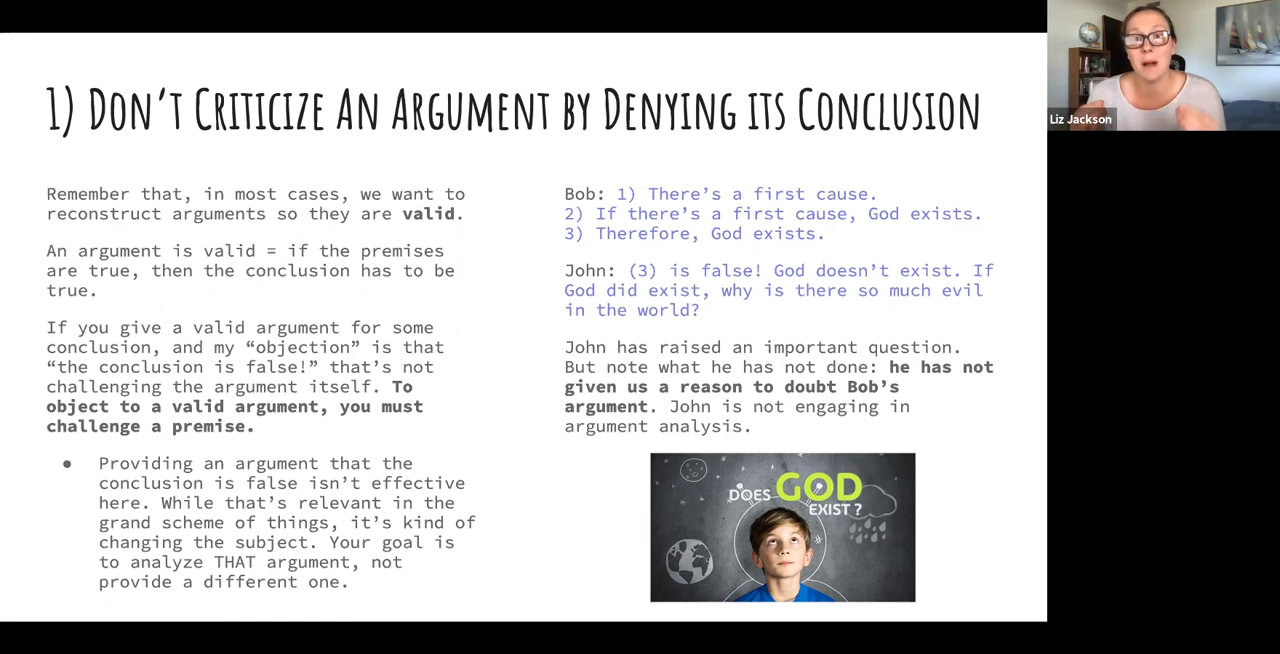 1) Don't Criticize An Argument by Denying its Conclusion
Remember that, in most cases, we want to
reconstruct arguments so they are valid.
An argument is valid = if the premises
are true, then the conclusion has to be
true.
If you give a valid argument for some
conclusion, and my “objection” is that
“the conclusion is false!” that’s not
challenging the argument itself. To
object to a valid argument, you must
challenge a premise.
● Providing an argument that the
conclusion is false isn’t effective
here. While that’s relevant in the
grand scheme of things, it’s kind of
changing the subject. Your goal is
to analyze THAT argument, not
provide a different one.
Bob: 1) There’s a first cause.
2) If there’s a first cause, God exists.
3) Therefore, God exists.
John: (3) is false! God doesn’t exist. If
God did exist, why is there so much evil
in the world?
John has raised an important question.
But note what he has not done: he has not
given us a reason to doubt Bob’s
argument. John is not engaging in
argument analysis.
DOES GOD
EXIST ?
Liz Jackson